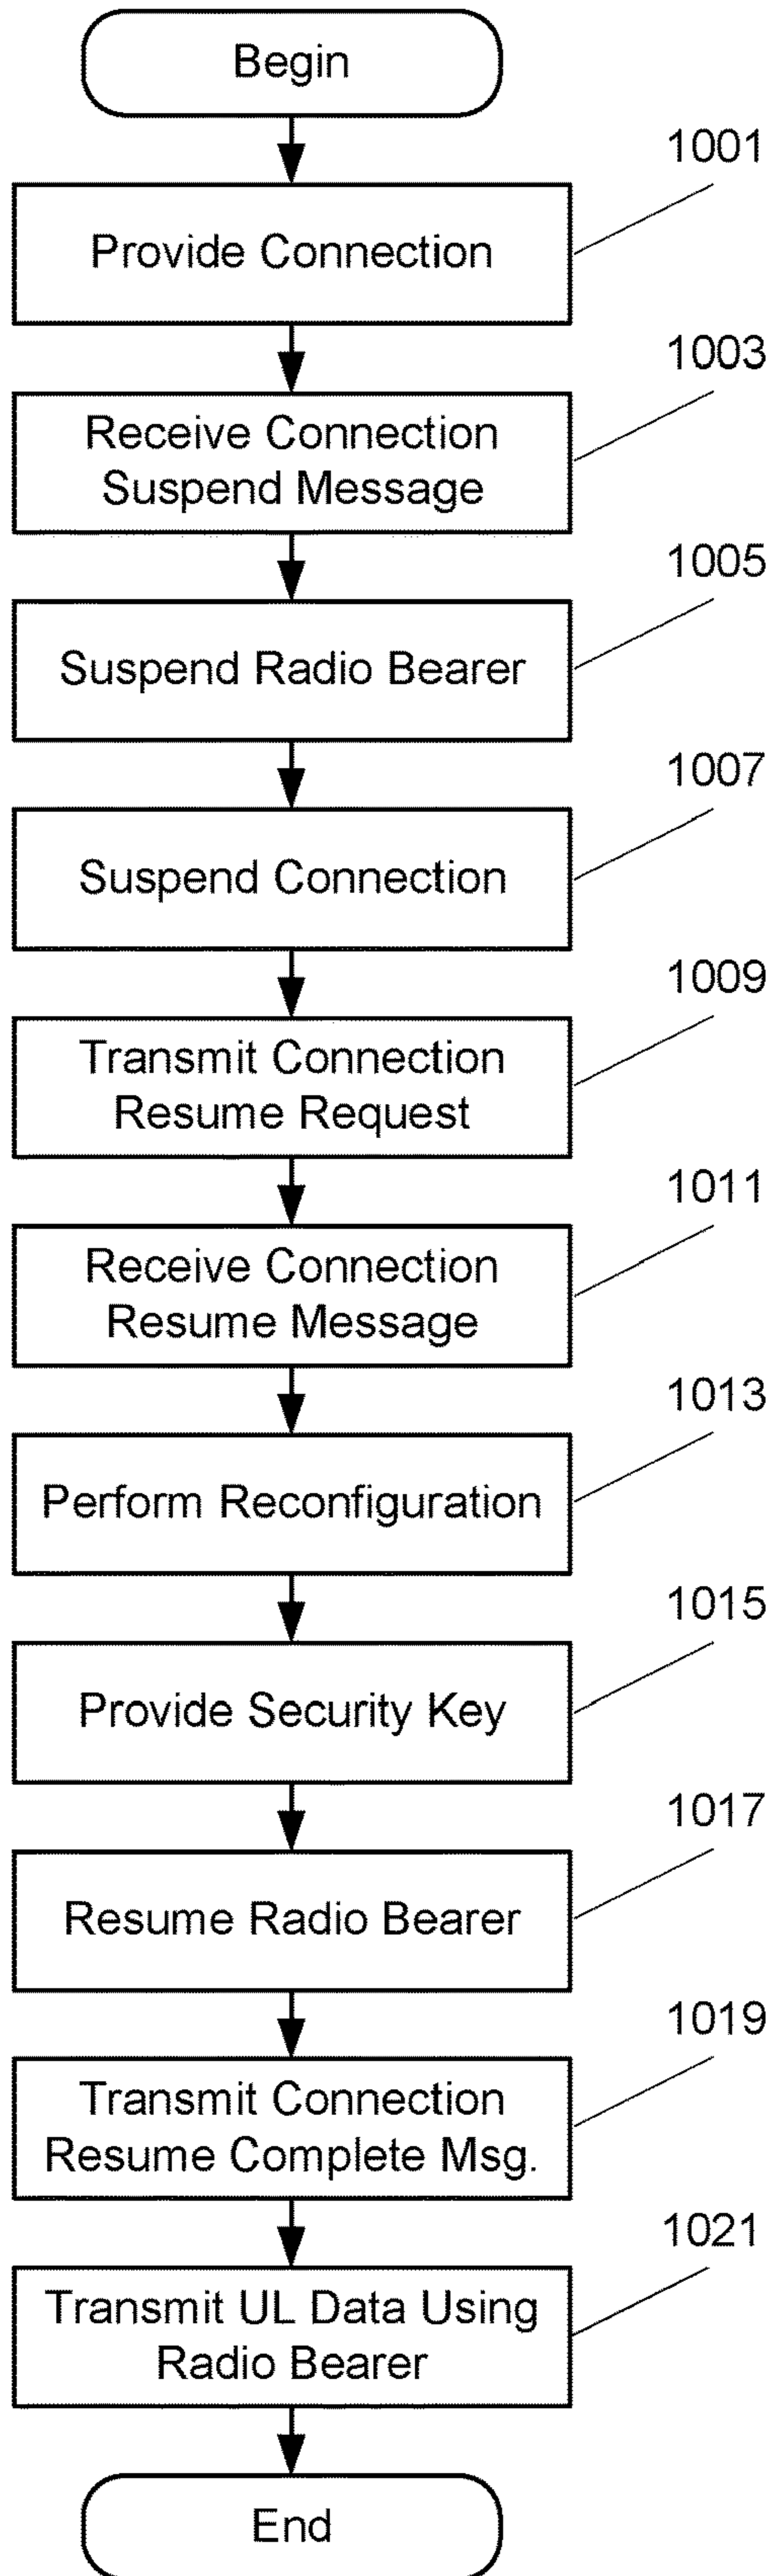 Begin
1001
Provide Connection
1003
Receive Connection
Suspend Message
1005
Suspend Radio Bearer
1007
Suspend Connection
1009
Transmit Connection
Resume Request
1011
Receive Connection
Resume Message
1013
Perform Reconfiguration
1015
Provide Security Key
1017
Resume Radio Bearer
1019
Transmit Connection
Resume Complete Msg.
1021
Transmit UL Data Using
Radio Bearer
End